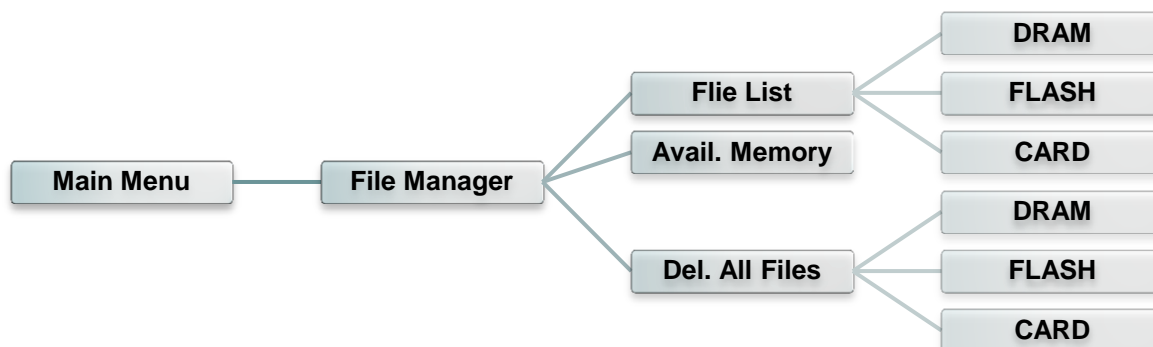 DRAM
Flie List
FLASH
Avail. Memory
CARD
Main Menu
File Manager
DRAM
Del. All Files
FLASH
CARD